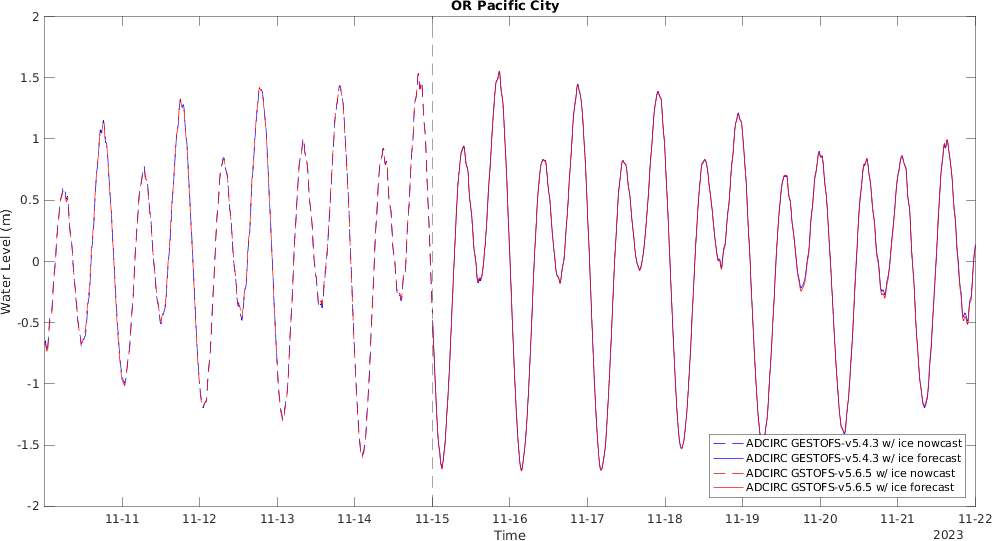 OR Pacific City
2
1.5
1
0.5
0
-0.5
-1
-1.5
-2
Water Level (m)
11-11 11-12 11-13 11-14 11-15 11-16 11-17 11-18 11-19 11-20 11-21 11-22
Time
2023
ADCIRC GESTOFS-v5.4.3 w/ ice nowcast
ADCIRC GESTOFS-v5.4.3 w/ ice forecast
ADCIRC GSTOFS-v5.6.5 w/ ice nowcast
ADCIRC GSTOFS-v5.6.5 w/ ice forecast